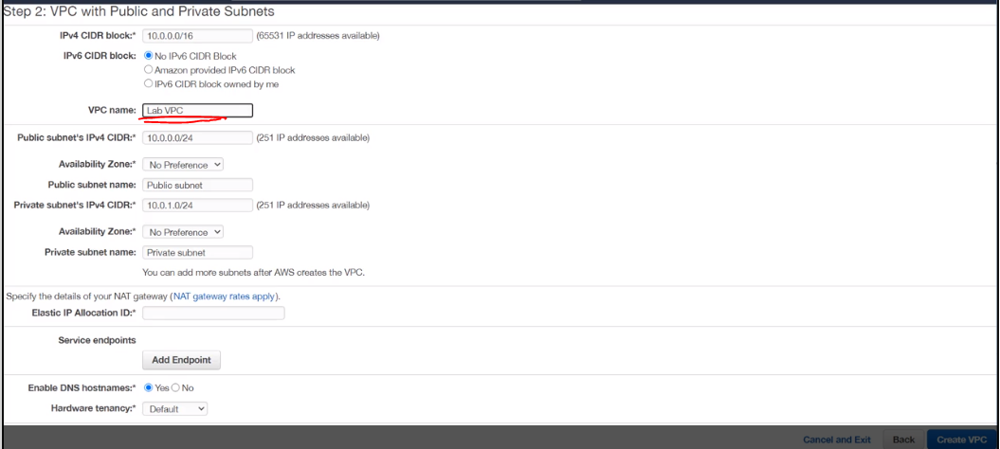 Step 2: VPC with Public and Private Subnets
IPv4 CIDR block:* 10.0.0.0/16 (65531 IP addresses available)
IPv6 CIDR block: No IPv6 CIDR Block
Amazon provided IPv6 CIDR block
IPv6 CIDR block owned by me
VPC name: Lab VPC
Public subnet's IPv4 CIDR:* 10.0.0.0/24 (251 IP addresses available)
Availability Zone:* No Preference
Public subnet name: Public subnet
Private subnet's IPv4 CIDR:* 10.0.1.0/24 (251 IP addresses available)
Availability Zone:* No Preference
Private subnet name: Private subnet
You can add more subnets after AWS creates the VPC.
Specify the details of your NAT gateway (NAT gateway rates apply).
Elastic IP Allocation ID:*
Service endpoints
Add Endpoint
Enable DNS hostnames:* Yes No
Hardware tenancy:* Default
Cancel and Exit Back Create VPC